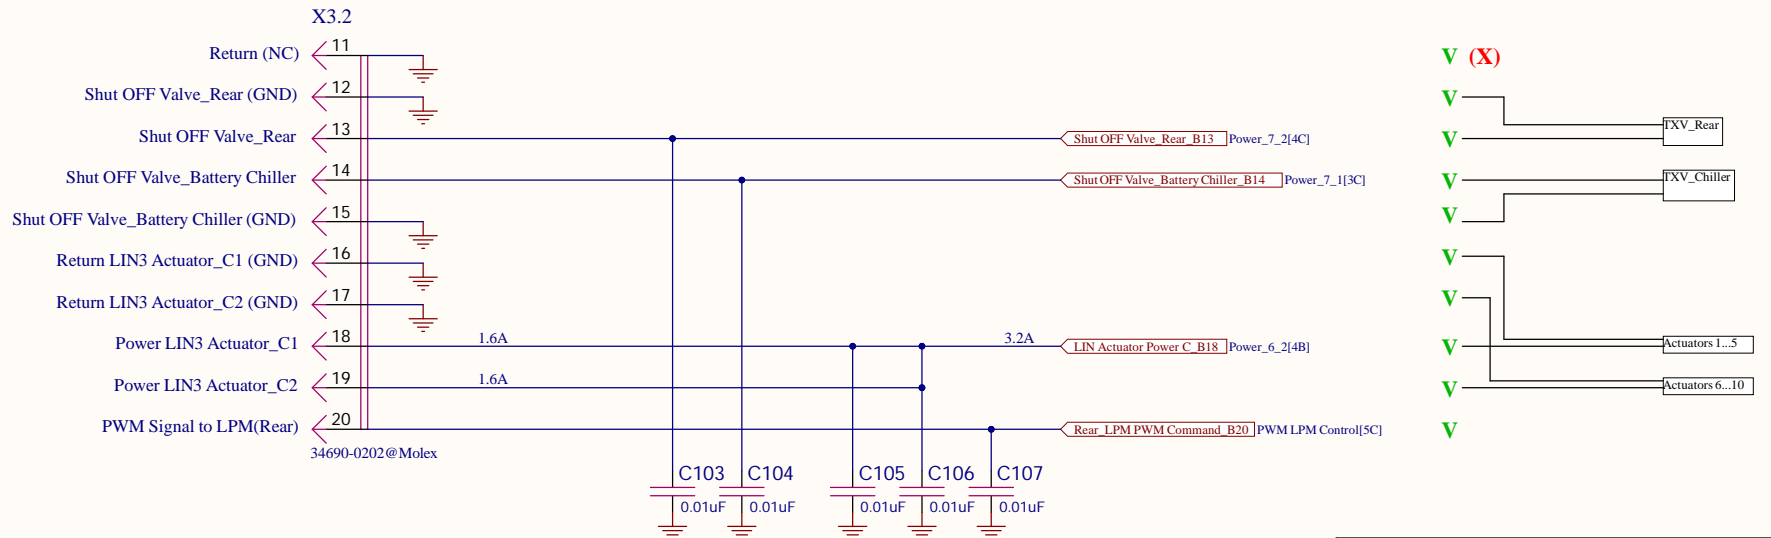 X3.2
Return (NC) 11 V (X)
Shut OFF Valve_Rear (GND) 12 V
TXV_Rear
Shut OFF Valve_Rear 13 Shut OFF Valve_Rear_B13 Power_7_2[4C] V
Shut OFF Valve_Battery Chiller 14 Shut OFF Valve_Battery Chiller_B14 Power_7_1[3C] V TXV_Chiller
Shut OFF Valve_Battery Chiller (GND) 15 V
Return LIN3 Actuator_C1 (GND) 16 V
Return LIN3 Actuator_C2 (GND) 17 V
Power LIN3 Actuator_C1 18 1.6A 3.2A LIN Actuator Power C_B18 Power_6_2[4B] V Actuators 1...5
Power LIN3 Actuator_C2 19 1.6A V Actuators 6...10
PWM Signal to LPM(Rear) 20 Rear_LPM PWM Command_B20 PWM LPM Control[5C] V
34690-0202@Molex
C103 C104 C105 C106 C107
0.01uF 0.01uF 0.01uF 0.01uF 0.01uF